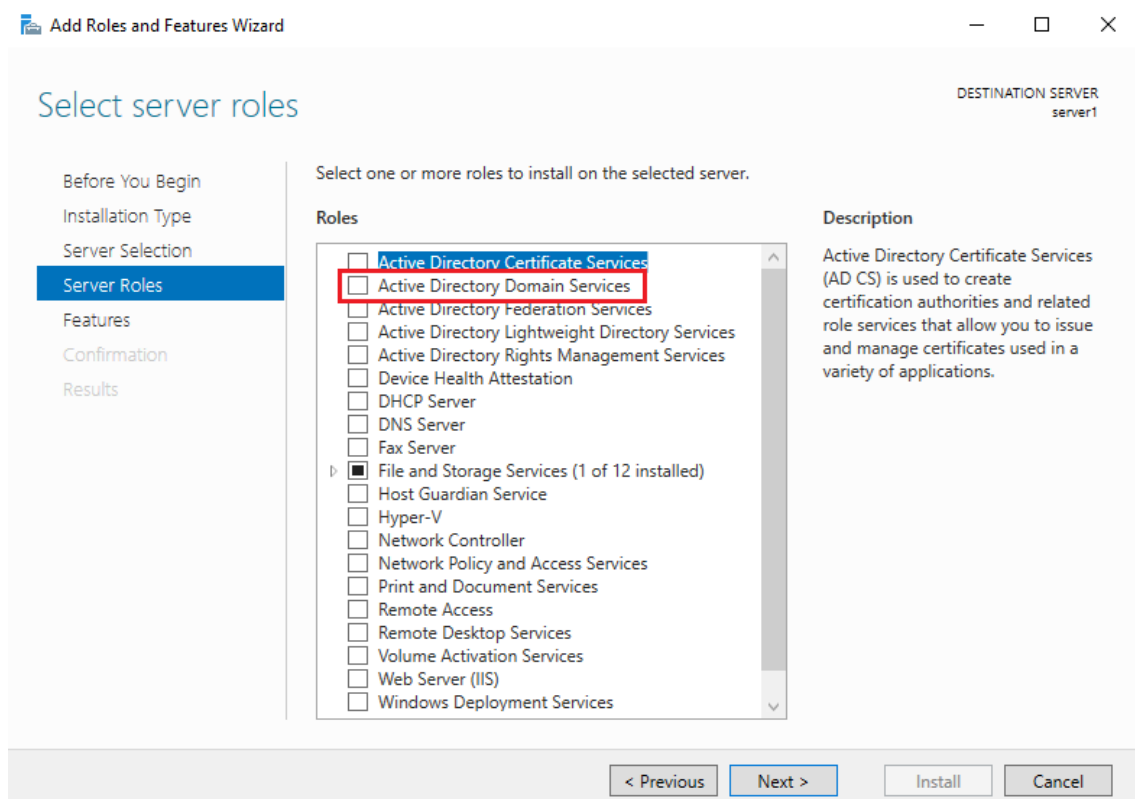 Add Roles and Features Wizard
Select server roles
DESTINATION SERVER
server1
Before You Begin
Installation Type
Server Selection
Server Roles
Features
Confirmation
Results
Select one or more roles to install on the selected server.
Roles
Active Directory Certificate Services
Active Directory Domain Services
Active Directory Federation Services
Active Directory Lightweight Directory Services
Active Directory Rights Management Services
Device Health Attestation
DHCP Server
DNS Server
Fax Server
File and Storage Services (1 of 12 installed)
Host Guardian Service
Hyper-V
Network Controller
Network Policy and Access Services
Print and Document Services
Remote Access
Remote Desktop Services
Volume Activation Services
Web Server (IIS)
Windows Deployment Services
Description
Active Directory Certificate Services
(AD CS) is used to create
certification authorities and related
role services that allow you to issue
and manage certificates used in a
variety of applications.
< Previous
Next >
Install
Cancel